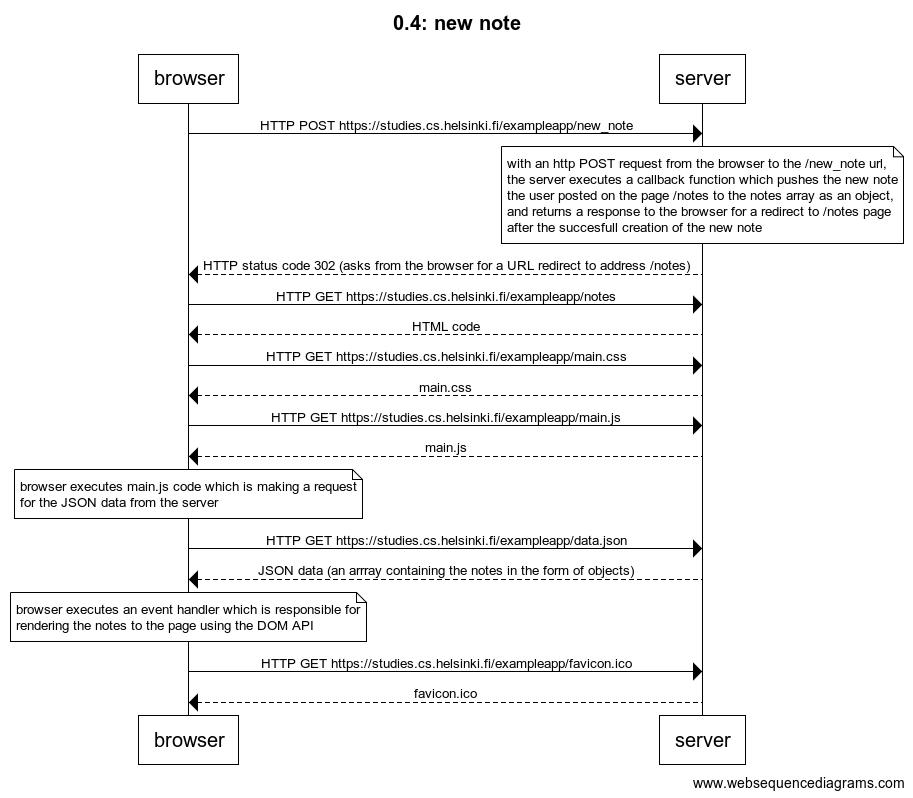 0.4: new note
browser
server
HTTP POST https://studies.cs.helsinki.fi/exampleapp/new_note
with an http POST request from the browser to the /new_note url,
the server executes a callback function which pushes the new note
the user posted on the page /notes to the notes array as an object,
and returns a response to the browser for a redirect to /notes page
after the succesfull creation of the new note
HTTP status code 302 (asks from the browser for a URL redirect to address /notes)
HTTP GET https://studies.cs.helsinki.fi/exampleapp/notes
HTML code
HTTP GET https://studies.cs.helsinki.fi/exampleapp/main.css
main.css
HTTP GET https://studies.cs.helsinki.fi/exampleapp/main.js
main.js
browser executes main.js code which is making a request
for the JSON data from the server
HTTP GET https://studies.cs.helsinki.fi/exampleapp/data.json
JSON data (an arrray containing the notes in the form of objects)
browser executes an event handler which is responsible for
rendering the notes to the page using the DOM API
HTTP GET https://studies.cs.helsinki.fi/exampleapp/favicon.ico
favicon.ico
browser
server
www.websequencediagrams.com